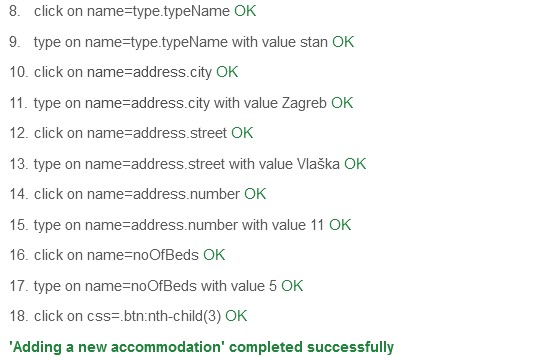 8. click on name=type.typeName OK
9. type on name=type.typeName with value stan OK
10. click on name=address.city OK
11. type on name=address.city with value Zagreb OK
12. click on name=address.street OK
13. type on name=address.street with value Vlaška OK
14. click on name=address.number OK
15. type on name=address.number with value 11 OK
16. click on name=noOfBeds OK
17. type on name=noOfBeds with value 5 OK
18. click on css=.btn:nth-child(3) OK
'Adding a new accommodation' completed successfully